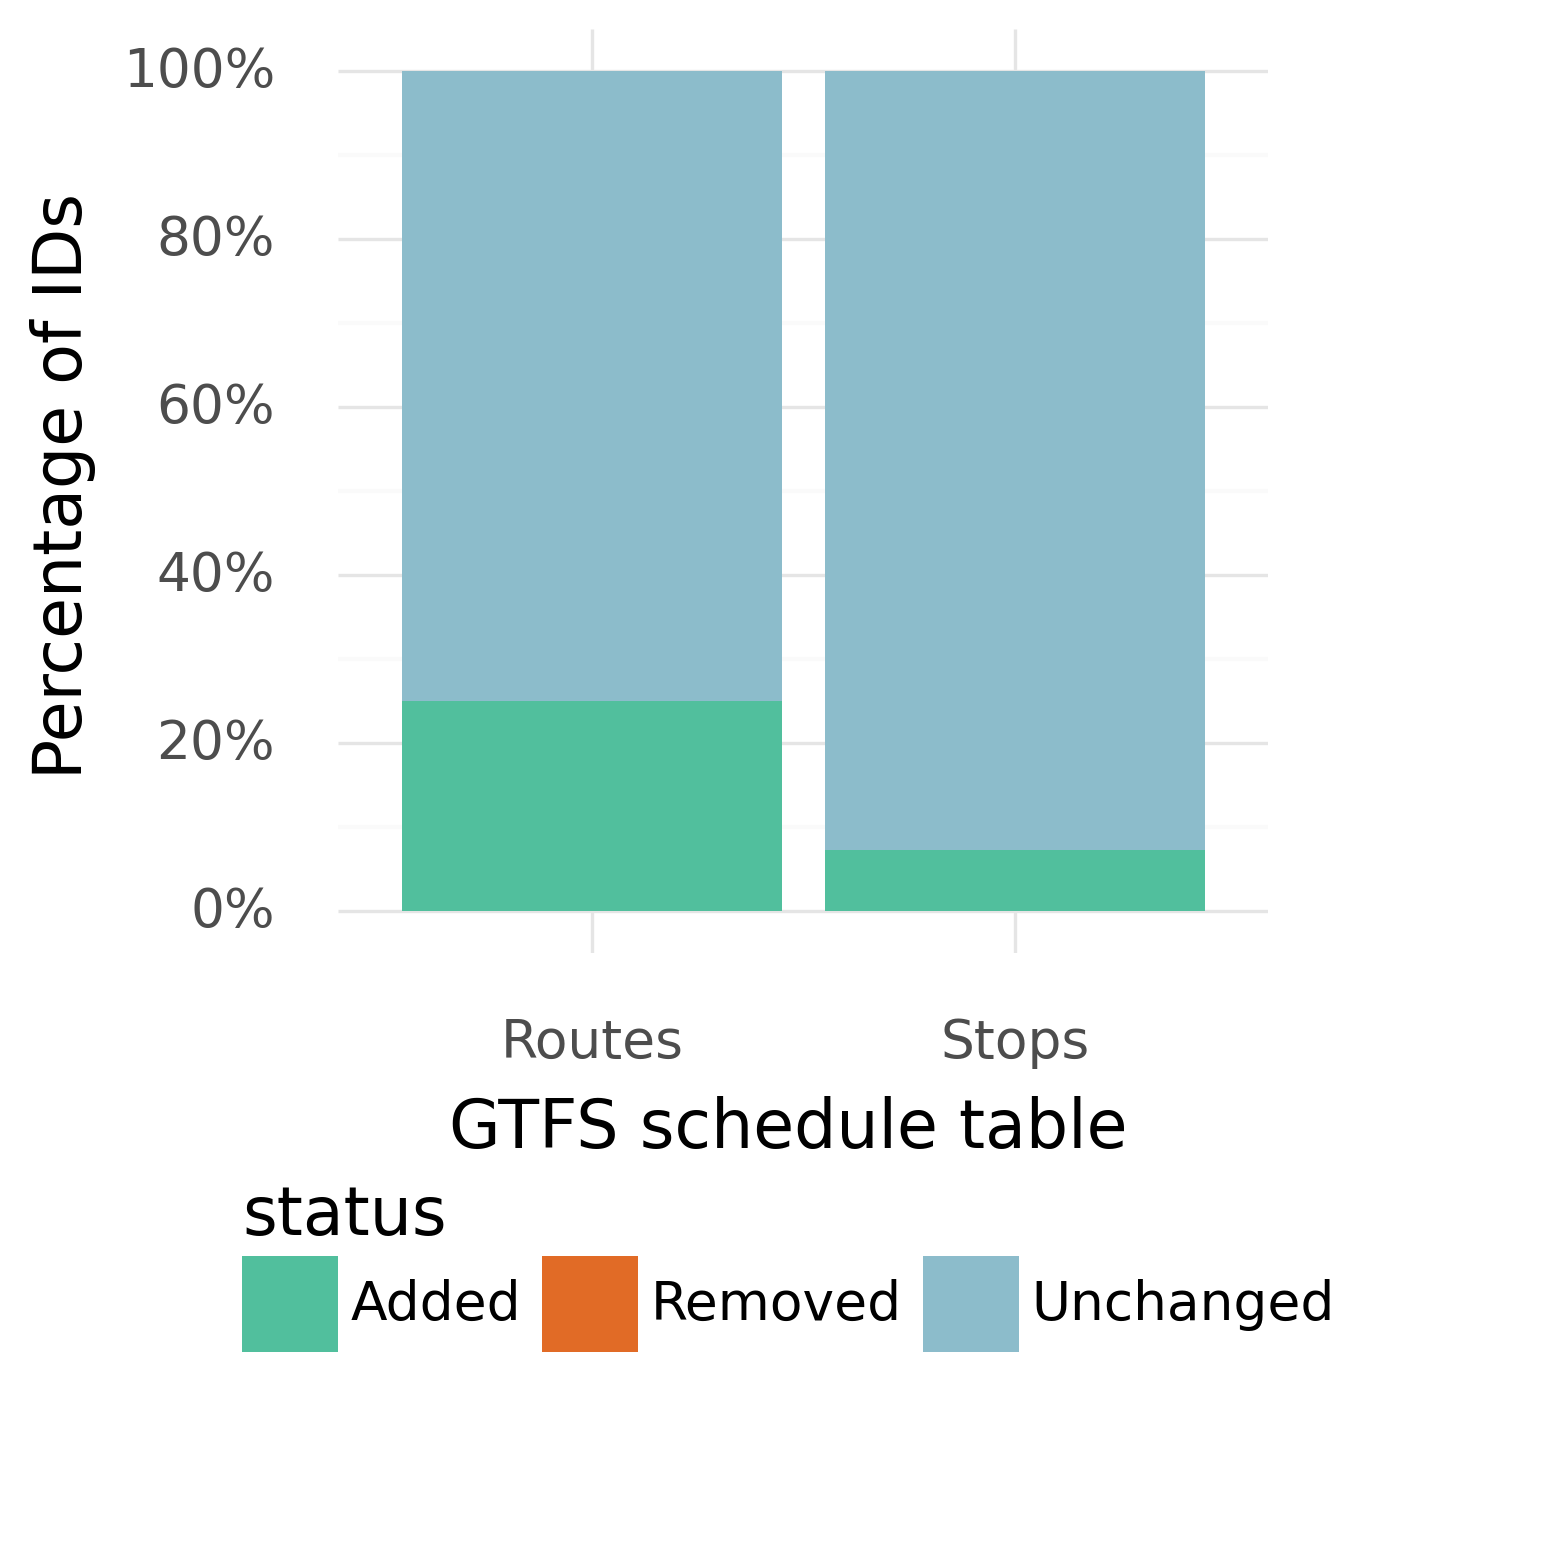 100%
80%
60%
40%
20%
0%
Percentage of IDs
Routes Stops
GTFS schedule table
status
Added Removed Unchanged